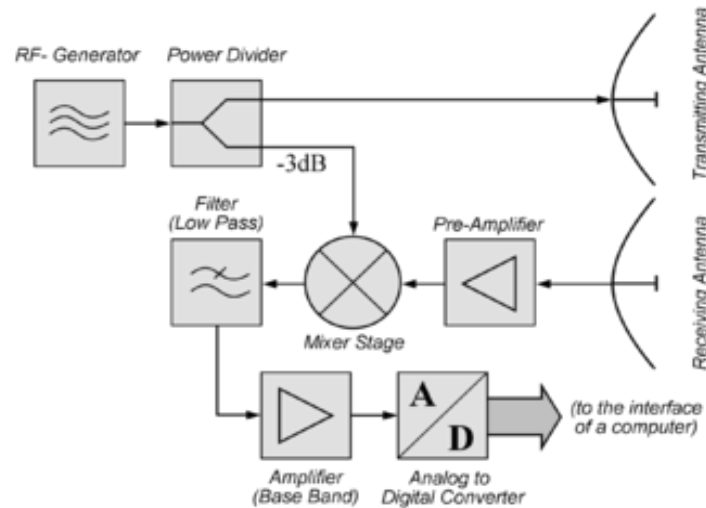 RF- Generator
Power Divider
-3dB
Transmitting Antenna
Filter
(Low Pass)
Pre-Amplifier
Mixer Stage
Receiving Antenna
A
D
(to the interface
of a computer)
Amplifier
(Base Band)
Analog to
Digital Converter